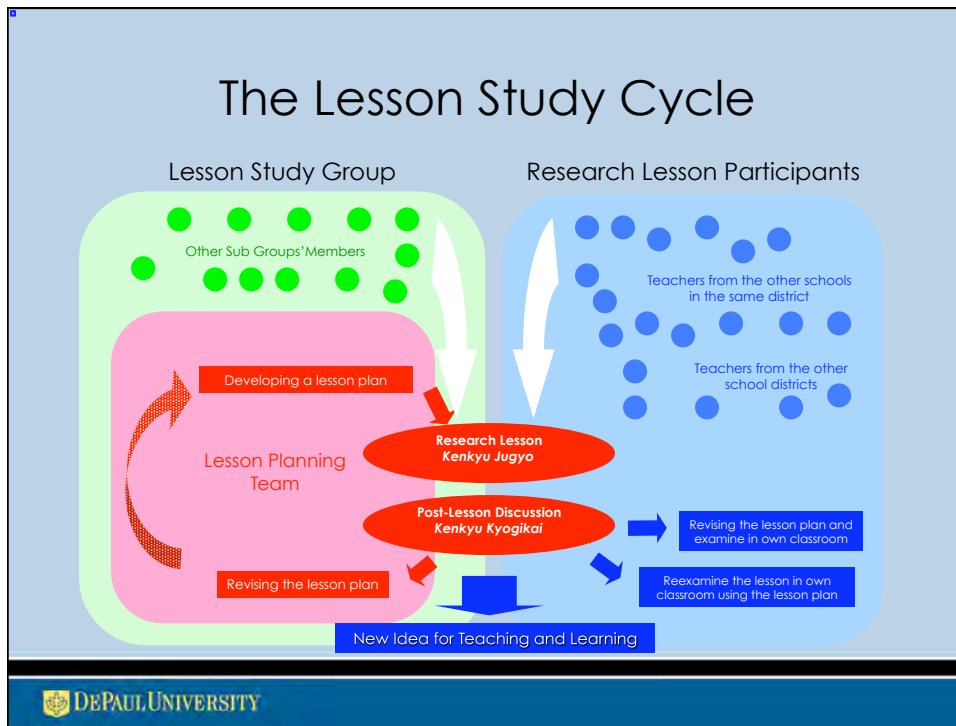 The Lesson Study Cycle
Lesson Study Group
Research Lesson Participants
Other Sub Groups'Members
Teachers from the other schools
in the same district
Teachers from the other
school districts
Developing a lesson plan
Lesson Planning
Team
Research Lesson
Kenkyu Jugyo
Post-Lesson Discussion
Kenkyu Kyogikai
Revising the lesson plan and
examine in own classroom
Revising the lesson plan
Reexamine the lesson in own
classroom using the lesson plan
New Idea for Teaching and Learning
DEPAUL UNIVERSITY